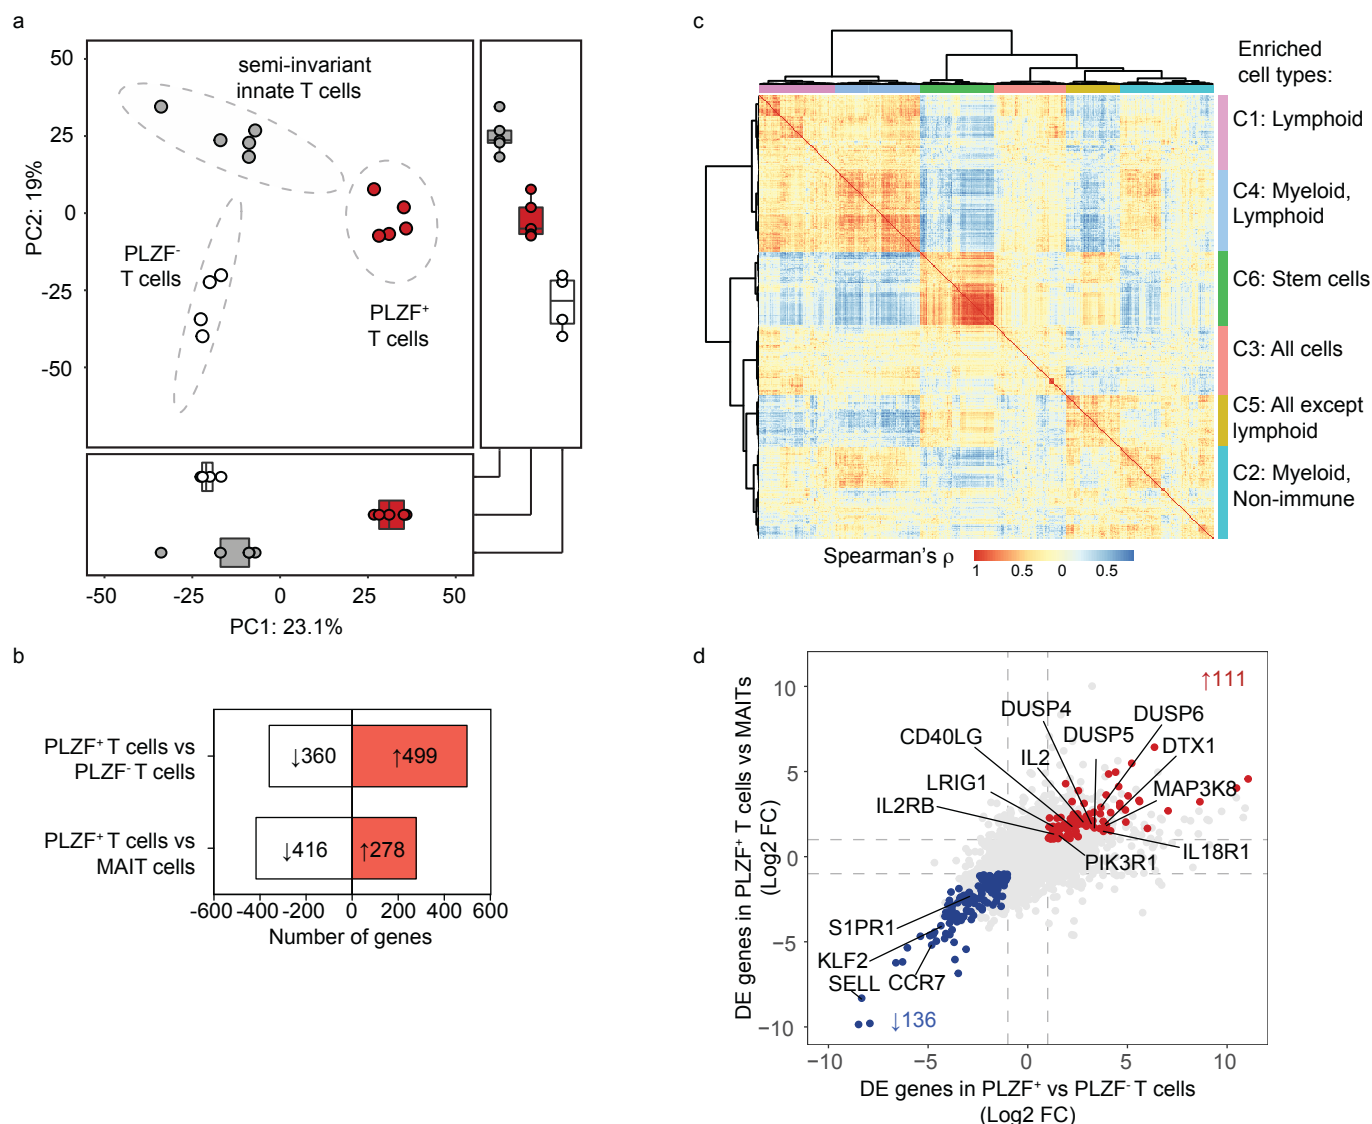 a
50
25
0
-25
-50
PC2: 19%
semi-invariant
innate T cells
PLZF-
T cells
PLZF+
T cells
-50
-25
0
25
50
PC1: 23.1%
b
PLZF+ T cells vs
PLZF- T cells
↓360
↑499
PLZF+ T cells vs
MAIT cells
↓416
↑278
-600
-400
-200
0
200
400
600
Number of genes
c
Enriched
cell types:
C1: Lymphoid
C4: Myeloid,
Lymphoid
C6: Stem cells
C3: All cells
C5: All except
lymphoid
C2: Myeloid,
Non-immune
Spearman's ρ
1
0.5
0
0.5
d
DE genes in PLZF+ T cells vs MAITs
(Log2 FC)
10
5
0
−5
−10
↑111
DUSP4
DUSP6
CD40LG
DUSP5
IL2
DTX1
LRIG1
MAP3K8
IL2RB
PIK3R1
IL18R1
S1PR1
KLF2
SELL
CCR7
↓136
−10
−5
0
5
10
DE genes in PLZF+ vs PLZF- T cells
(Log2 FC)